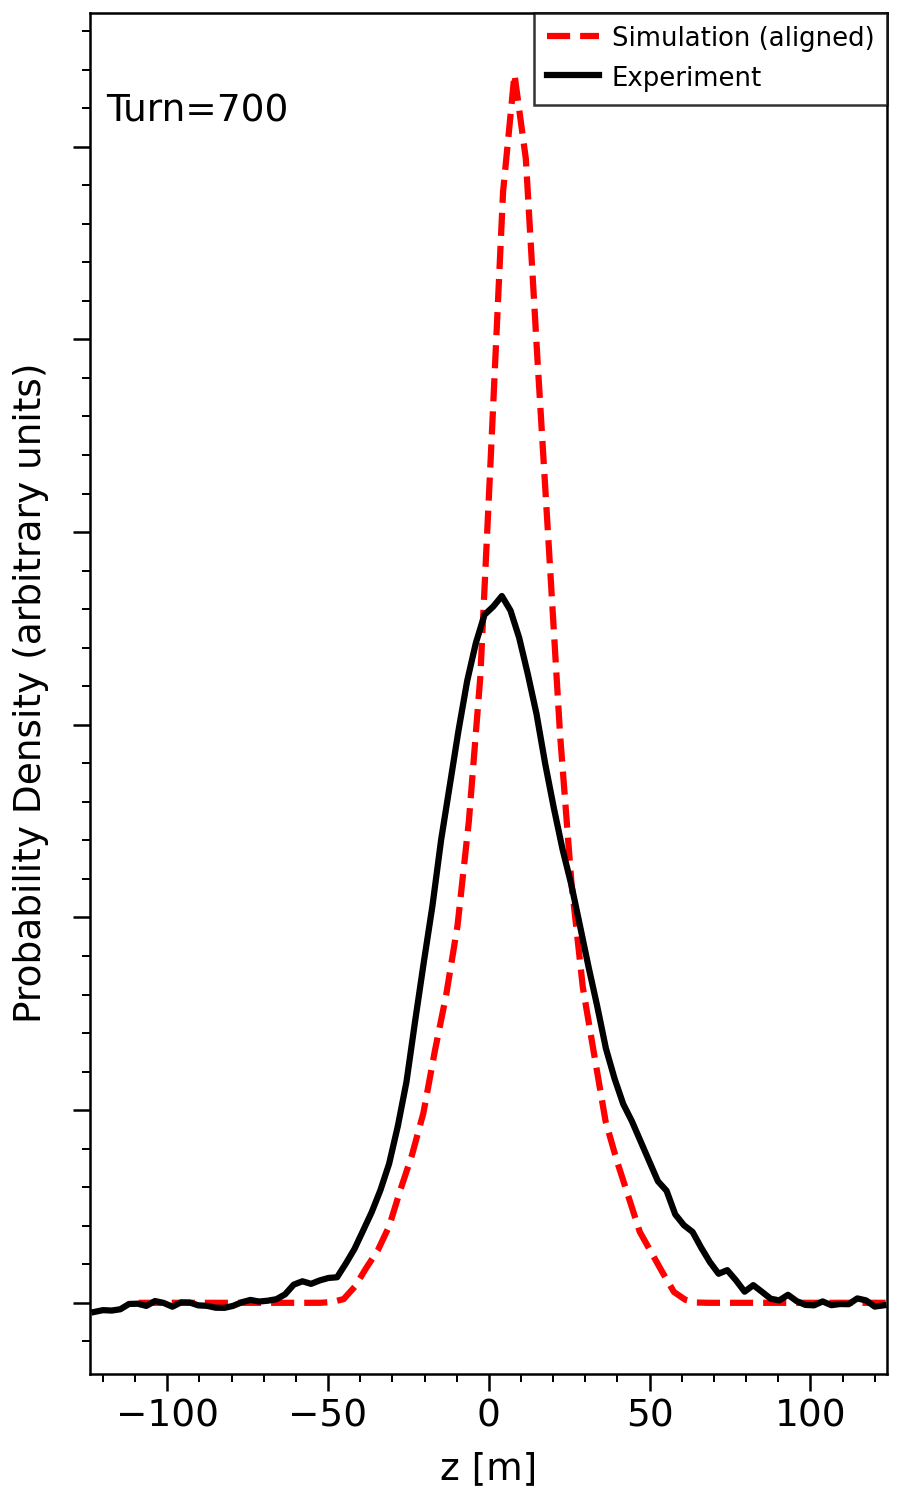 Simulation (aligned)
Experiment
Turn=700
Probability Density (arbitrary units)
−100
−50
0
50
100
z [m]